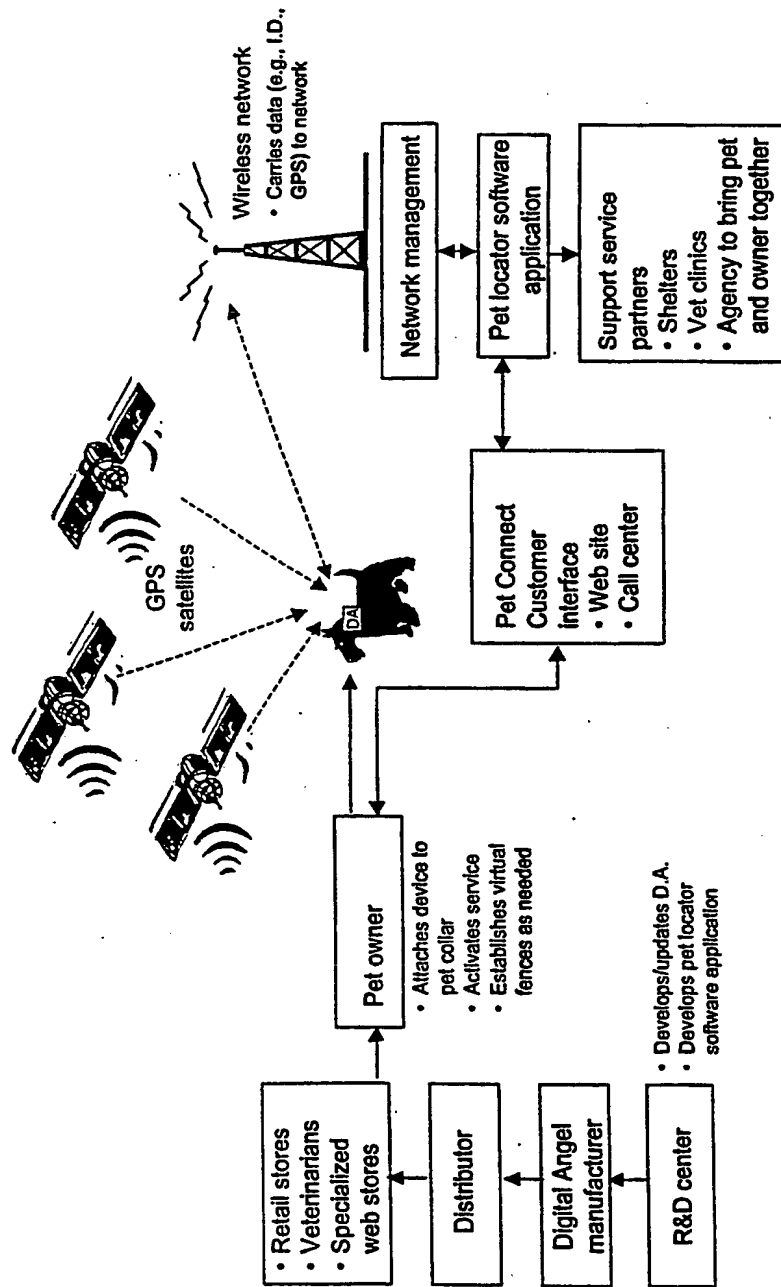 GPS
satellites
Wireless network
• Carries data (e.g., I.D.,
GPS) to network
DA
• Retail stores
• Veterinarians
• Specialized
web stores
Distributor
Digital Angel
manufacturer
R&D center
• Develops/updates D.A.
• Develops pet locator
software application
Pet owner
• Attaches device to
pet collar
• Activates service
• Establishes virtual
fences as needed
Pet Connect
Customer
interface
• Web site
• Call center
Network management
Pet locator software
application
Support service
partners
• Shelters
• Vet clinics
• Agency to bring pet
and owner together